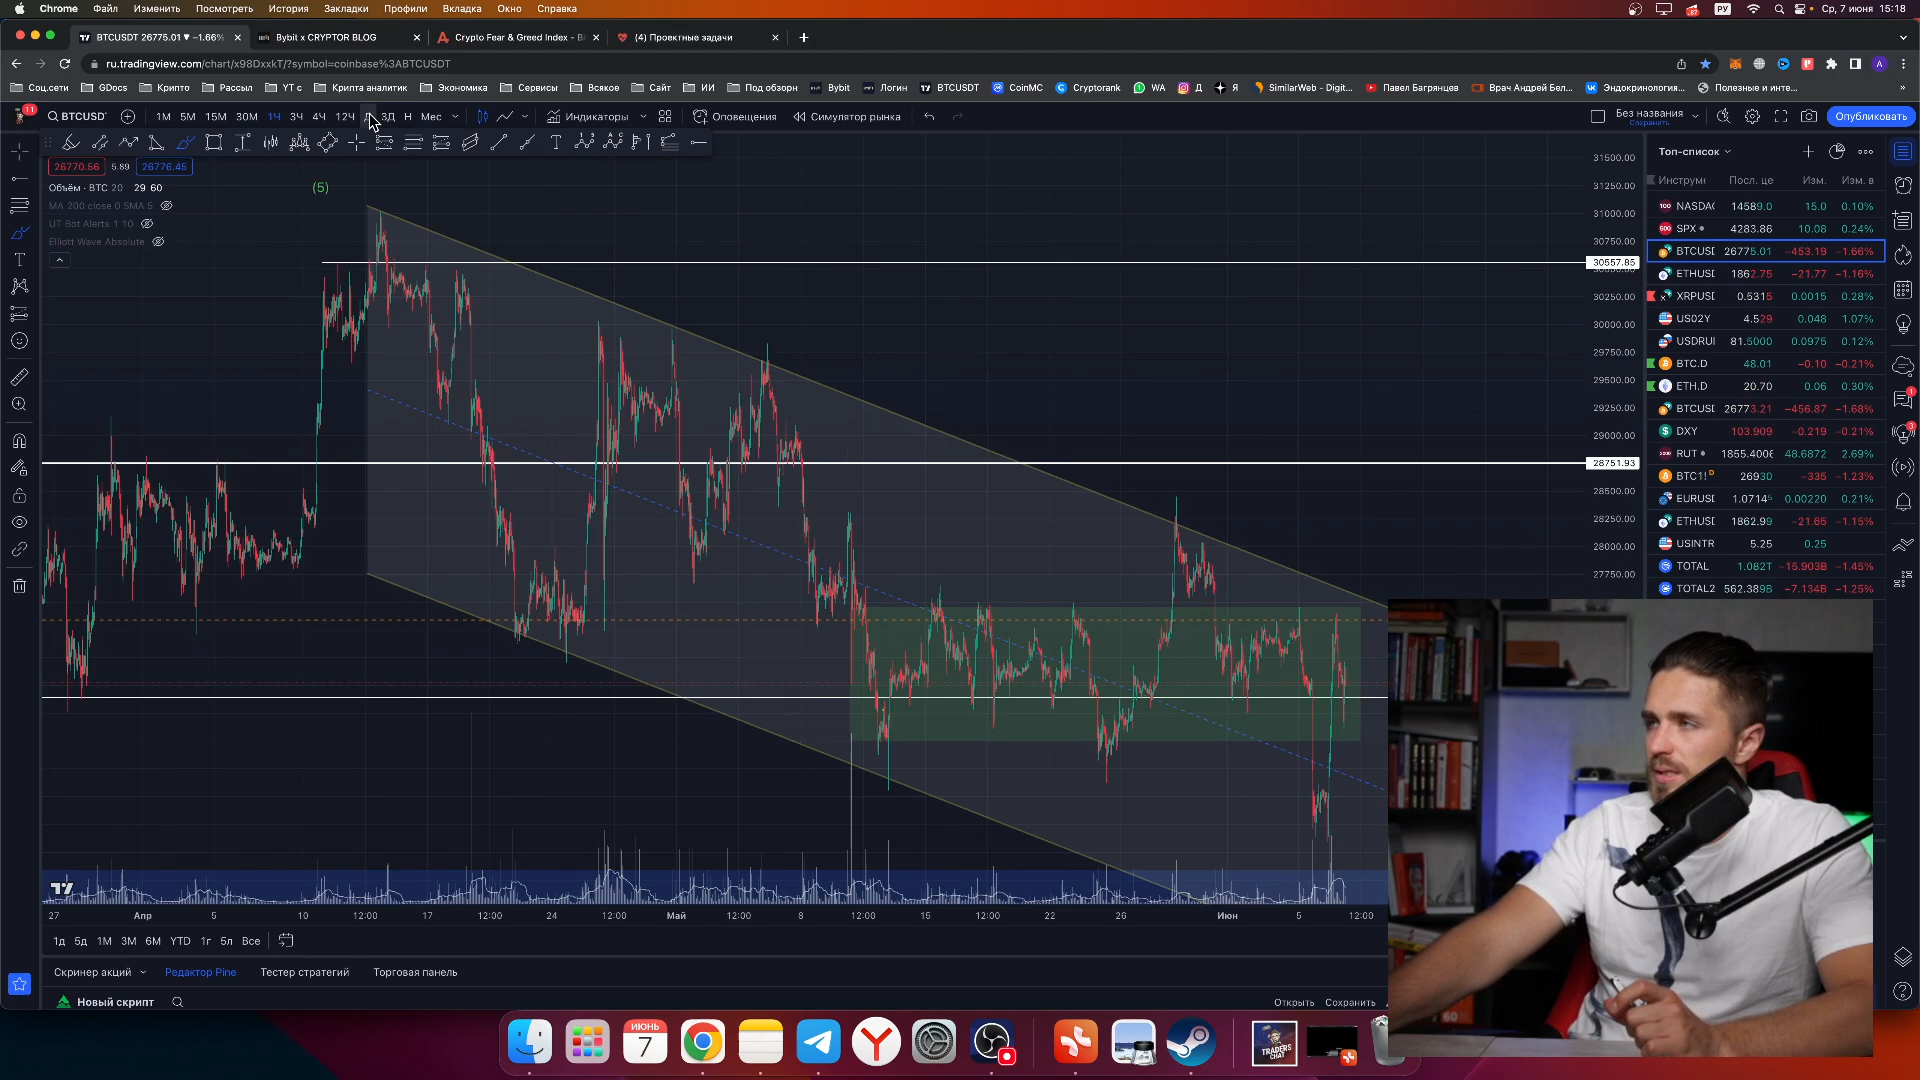 Chrome Файл Изменить Посмотреть История Закладки Профили Вкладка Окно Справка РУ Ср, 7 июня 15:18
BTCUSDT 26775.01 ▼ −1.66% Bybit x CRYPTOR BLOG Crypto Fear & Greed Index - Bi (4) Проектные задачи
ru.tradingview.com/chart/x98DxxkT/?symbol=coinbase%3ABTCUSDT
Соц.сети GDocs Крипто Рассыл YT c Крипта аналитик Экономика Сервисы Всякое Сайт ИИ Под обзорн Bybit Логин BTCUSDT CoinMC Cryptorank WA Д Я SimilarWeb - Digit... Павел Багрянцев Врач Андрей Бел... Эндокринология... Полезные и инте...
11 BTCUSD 1М 5М 15М 30М 1Ч 3Ч 4Ч 12Ч Д 3Д Н Мес Индикаторы Оповещения Симулятор рынка Без названия Сохранить Опубликовать
26770.56 5.89 26776.45
Объём · BTC 20 29 60
MA 200 close 0 SMA 5
UT Bot Alerts 1 10
Elliott Wave Absolute
(5)
31500.00
31250.00
31000.00
30750.00
30557.85
30250.00
30000.00
29750.00
29500.00
29250.00
29000.00
28751.93
28500.00
28250.00
28000.00
27750.00
Топ-список
Инструм Посл. це Изм. Изм. в
NASDA 14589.0 15.0 0.10%
SPX 4283.86 10.08 0.24%
BTCUSD 26775.01 −453.19 −1.66%
ETHUSD 1862.75 −21.77 −1.16%
XRPUSD 0.5315 0.0015 0.28%
US02Y 4.529 0.048 1.07%
USDRU 81.5000 0.0975 0.12%
BTC.D 48.01 −0.10 −0.21%
ETH.D 20.70 0.06 0.30%
BTCUSD 26773.21 −456.87 −1.68%
DXY 103.909 −0.219 −0.21%
RUT 1855.4006 48.6872 2.69%
BTC1! D 26930 −335 −1.23%
EURUSD 1.07145 0.00220 0.21%
ETHUSD 1862.99 −21.65 −1.15%
USINTR 5.25 0.25
TOTAL 1.082T −15.903B −1.45%
TOTAL2 562.389B −7.134B −1.25%
27 Апр 5 10 12:00 17 12:00 24 12:00 Май 12:00 8 12:00 15 12:00 22 26 Июн 5 12:00
1д 5д 1М 3М 6М YTD 1г 5л Все
Скринер акций Редактор Pine Тестер стратегий Торговая панель
Новый скрипт Открыть Сохранить
ИЮНЬ
7
TRADERS
CHAT